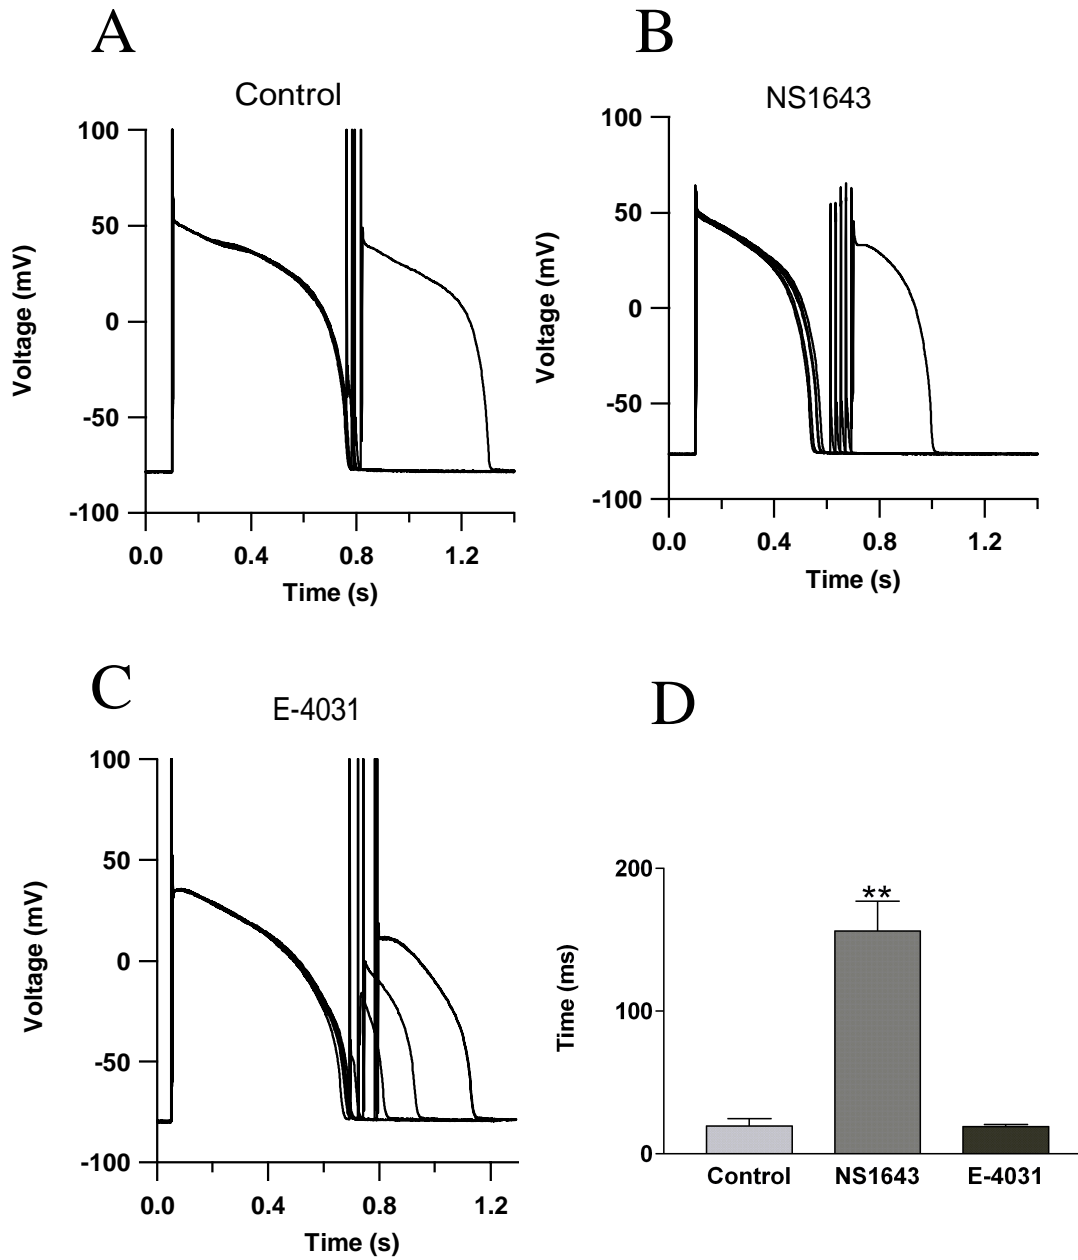 A
Control
100
50
0
-50
-100
Voltage (mV)
0.0 0.4 0.8 1.2
Time (s)
B
NS1643
100
50
0
-50
-100
Voltage (mV)
0.0 0.4 0.8 1.2
Time (s)
C
E-4031
100
50
0
-50
-100
Voltage (mV)
0.0 0.4 0.8 1.2
Time (s)
D
200
100
0
Time (ms)
**
Control NS1643 E-4031